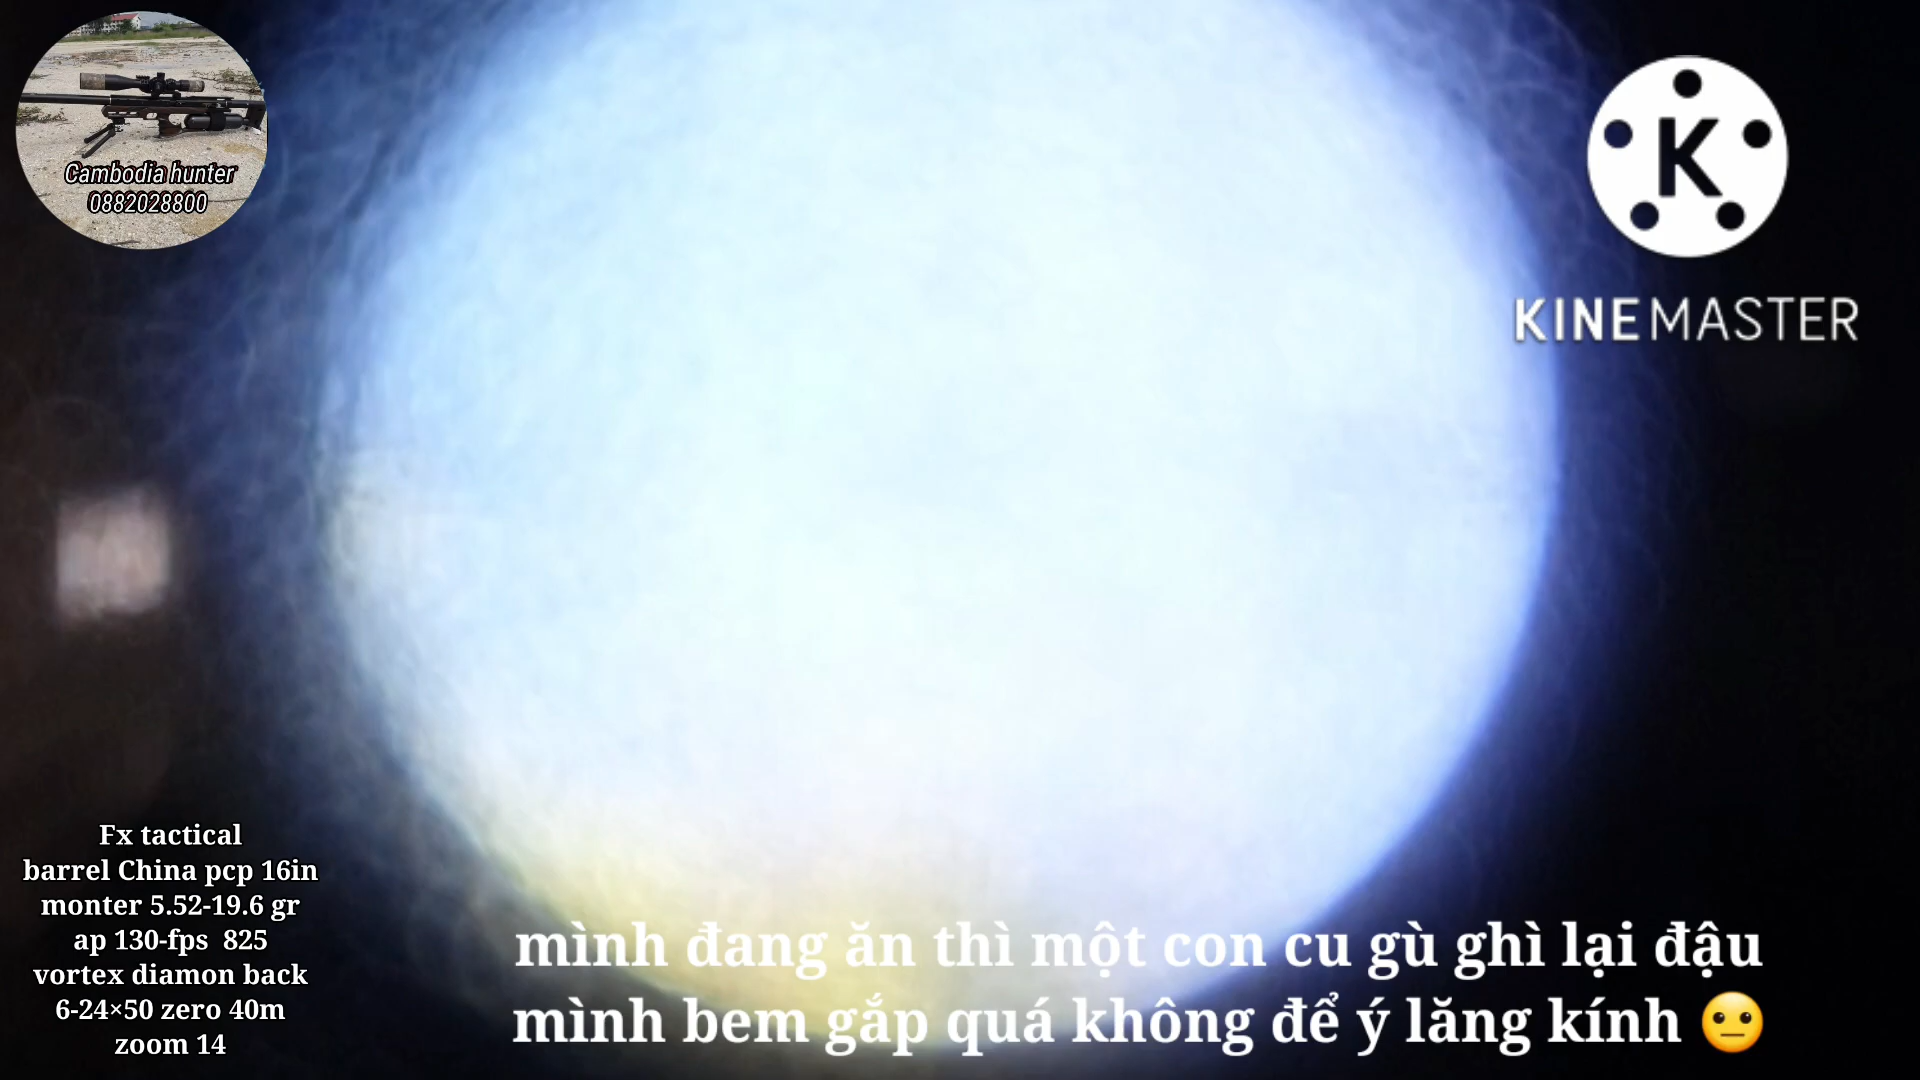 Cambodia hunter
0882028800
K
KINEMASTER
Fx tactical
barrel China pcp 16in
monter 5.52-19.6 gr
ap 130-fps 825
vortex diamon back
6-24×50 zero 40m
zoom 14
mình đang ăn thì một con cu gù ghì lại đậu
mình bem gắp quá không để ý lăng kính 😐